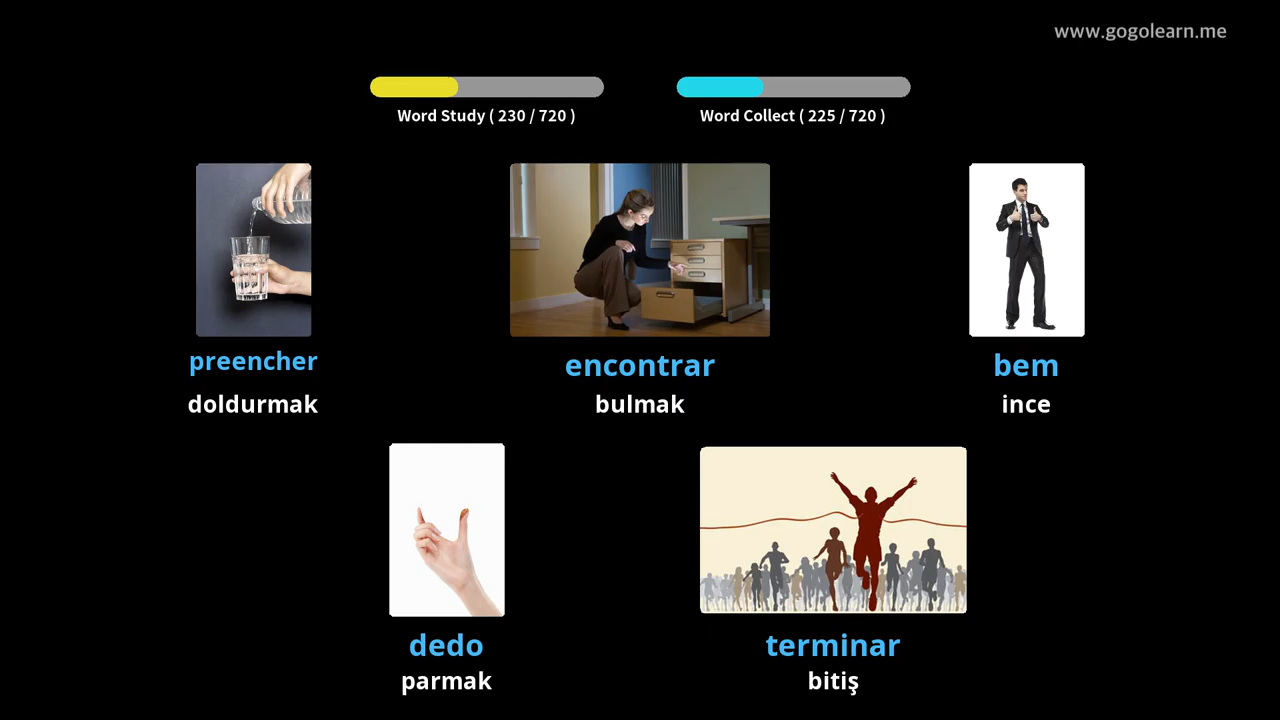 www.gogolearn.me
Word Study ( 230 / 720 )
Word Collect ( 225 / 720 )
preencher
doldurmak
encontrar
bulmak
bem
ince
dedo
parmak
terminar
bitiş